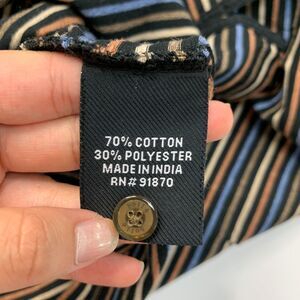 70% COTTON
30% POLYESTER
MADE IN INDIA
RN# 91870